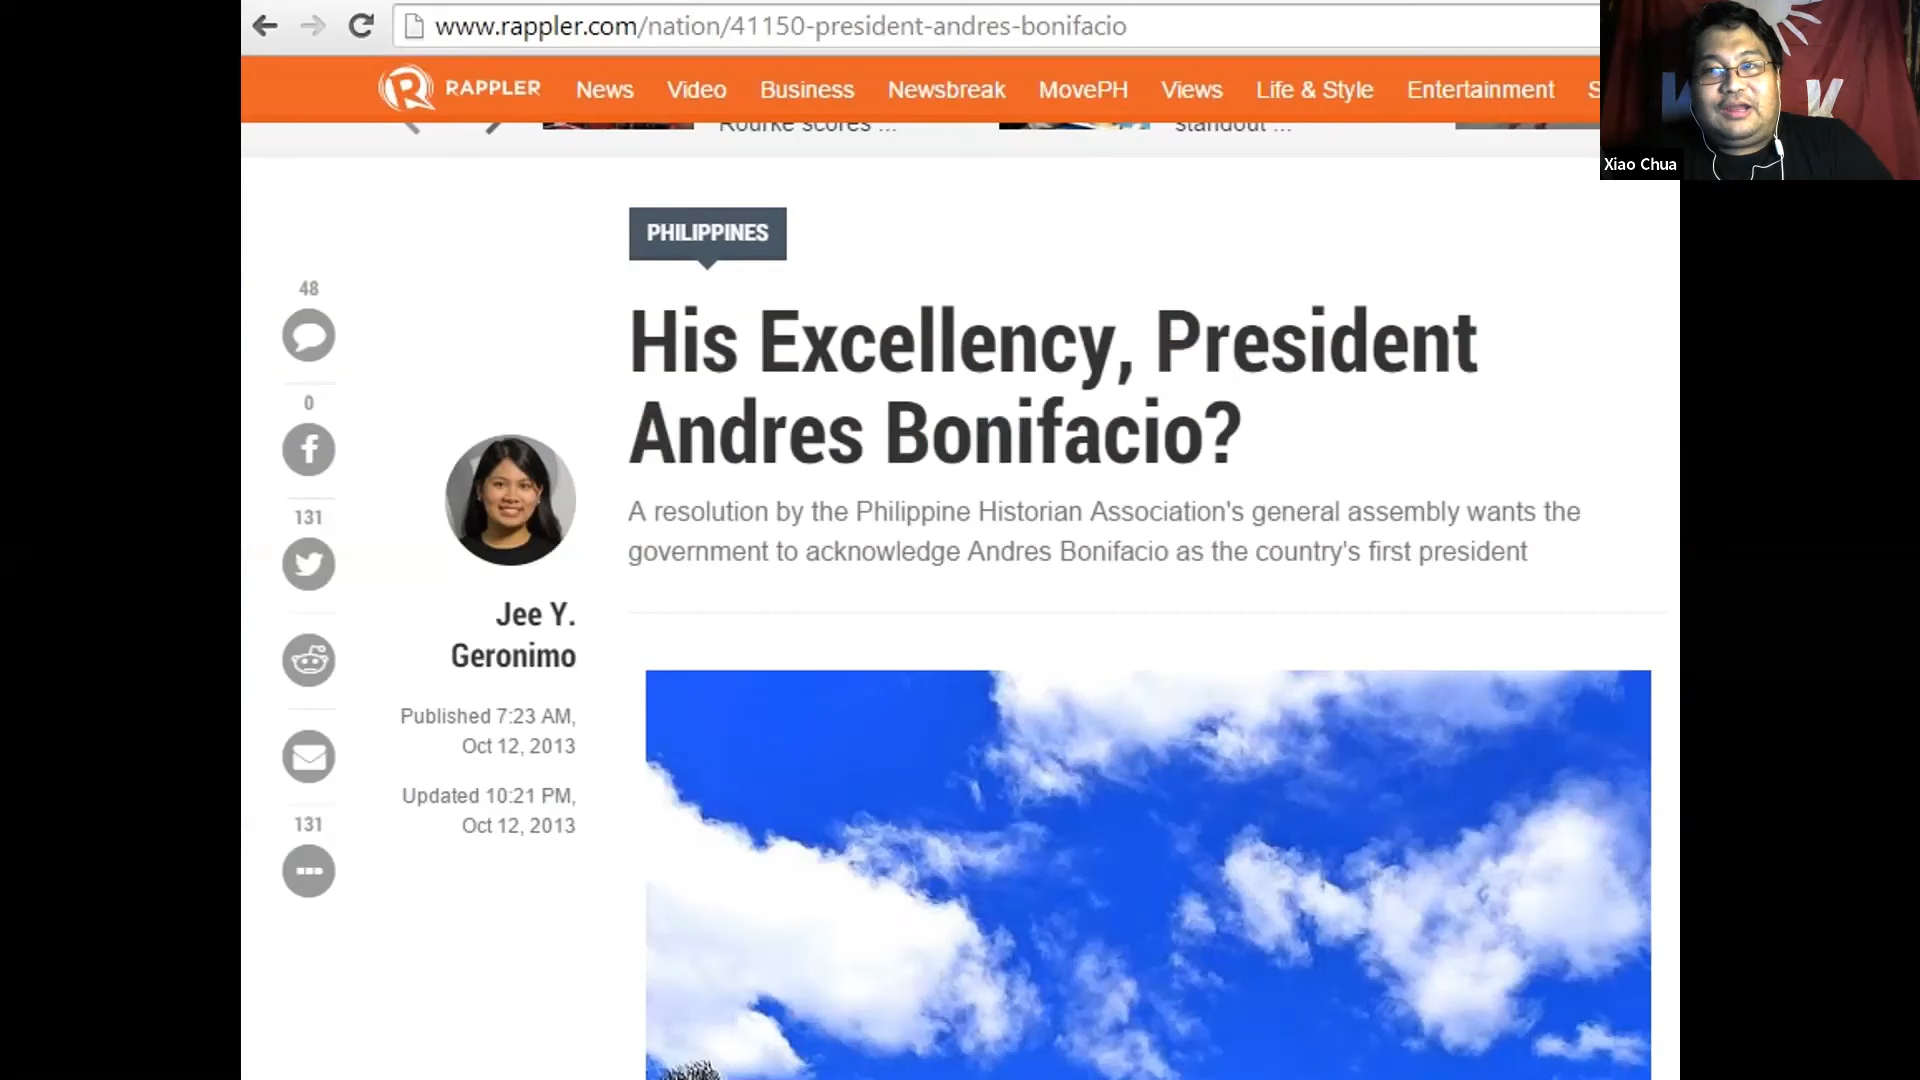 www.rappler.com/nation/41150-president-andres-bonifacio
RAPPLER News Video Business Newsbreak MovePH Views Life & Style Entertainment S
Rourke scores ...
standout ...
Xiao Chua
PHILIPPINES
His Excellency, President
Andres Bonifacio?
A resolution by the Philippine Historian Association's general assembly wants the
government to acknowledge Andres Bonifacio as the country's first president
48
0
131
131
Jee Y.
Geronimo
Published 7:23 AM,
Oct 12, 2013
Updated 10:21 PM,
Oct 12, 2013